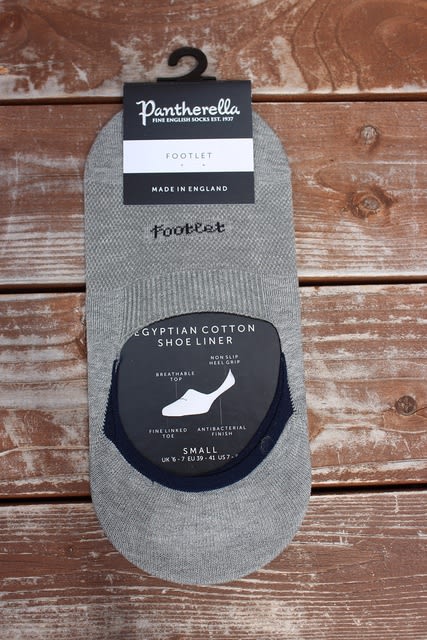 Pantherella
FINE ENGLISH SOCKS EST. 1937
FOOTLET
MADE IN ENGLAND
Footlet
EGYPTIAN COTTON
SHOE LINER
NON SLIP
HEEL GRIP
BREATHABLE
TOP
FINE LINKED
TOE
ANTIBACTERIAL
FINISH
SMALL
UK 6 - 7 EU 39 - 41 US 7 -